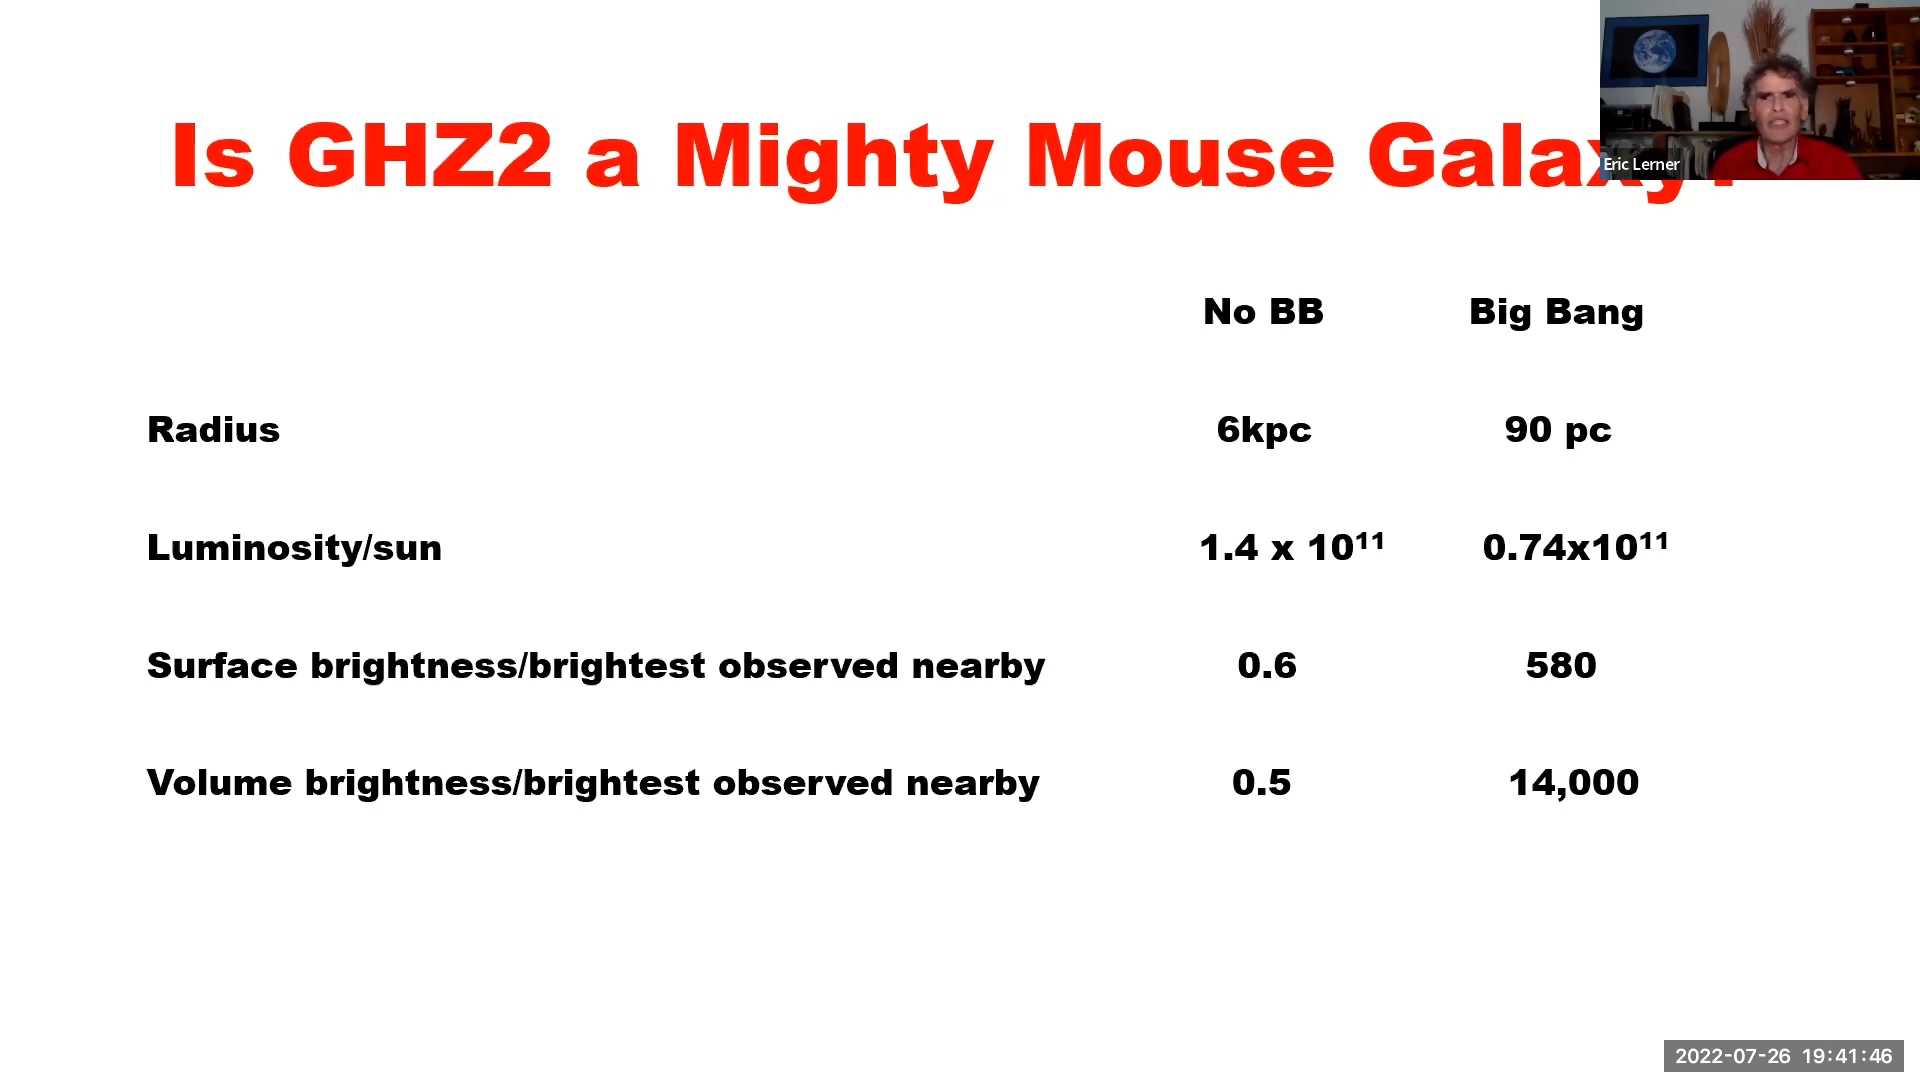 Is GHZ2 a Mighty Mouse Galaxy?
Eric Lerner
No BB Big Bang
Radius 6kpc 90 pc
Luminosity/sun 1.4 x 10¹¹ 0.74x10¹¹
Surface brightness/brightest observed nearby 0.6 580
Volume brightness/brightest observed nearby 0.5 14,000
2022-07-26 19:41:46